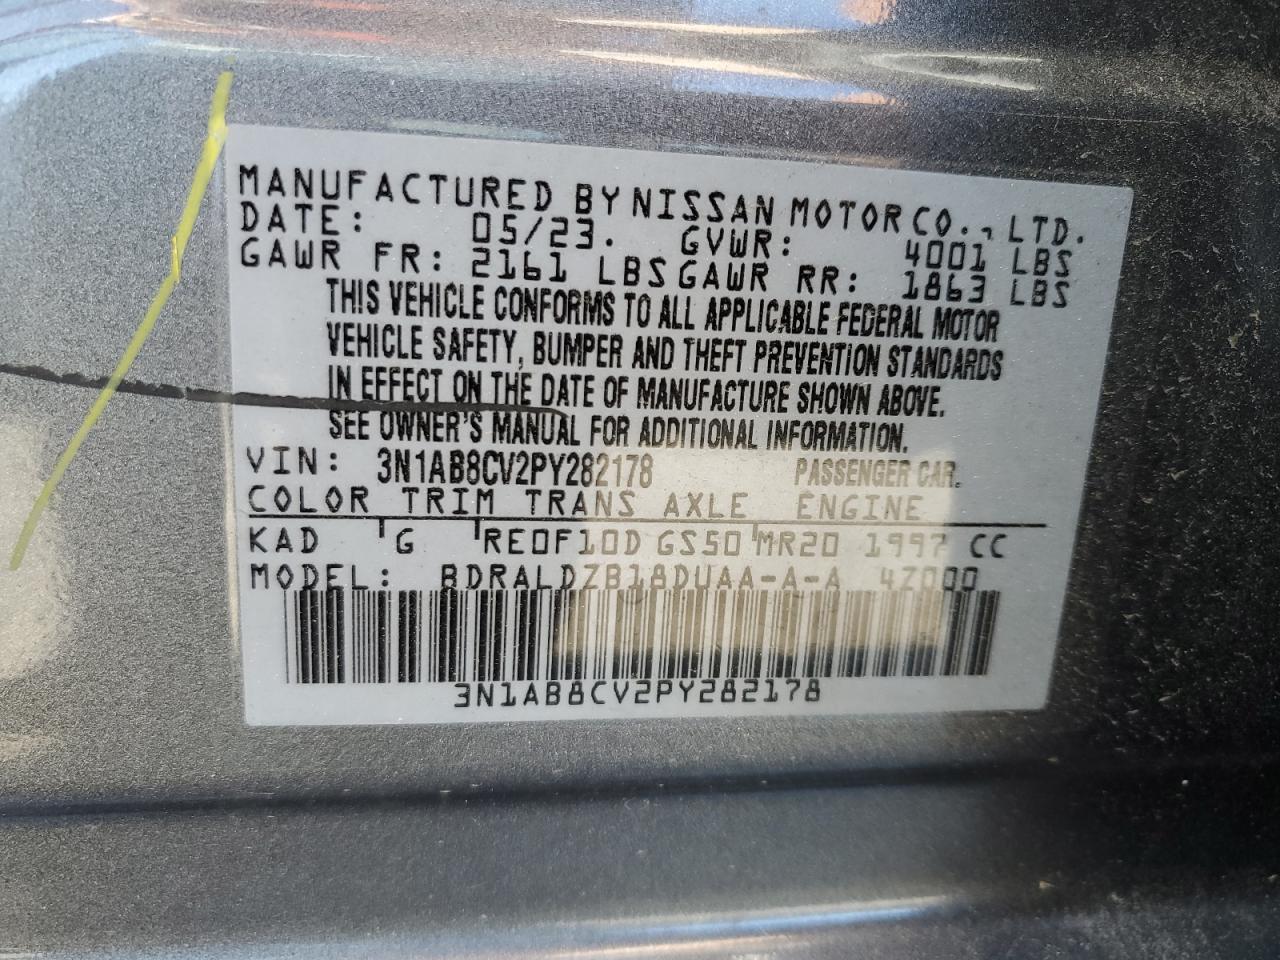 MANUFACTURED BY NISSAN MOTOR CO., LTD.
DATE: 05/23. GVWR: 4001 LBS
GAWR FR: 2161 LBS GAWR RR: 1863 LBS
THIS VEHICLE CONFORMS TO ALL APPLICABLE FEDERAL MOTOR
VEHICLE SAFETY, BUMPER AND THEFT PREVENTION STANDARDS
IN EFFECT ON THE DATE OF MANUFACTURE SHOWN ABOVE.
SEE OWNER'S MANUAL FOR ADDITIONAL INFORMATION.
VIN: 3N1AB8CV2PY282178 PASSENGER CAR.
COLOR TRIM TRANS AXLE ENGINE
KAD G RE0F10D GS50 MR20 1997 CC
MODEL: BDRALDZB18DUAA-A-A 4Z000
3N1AB8CV2PY282178